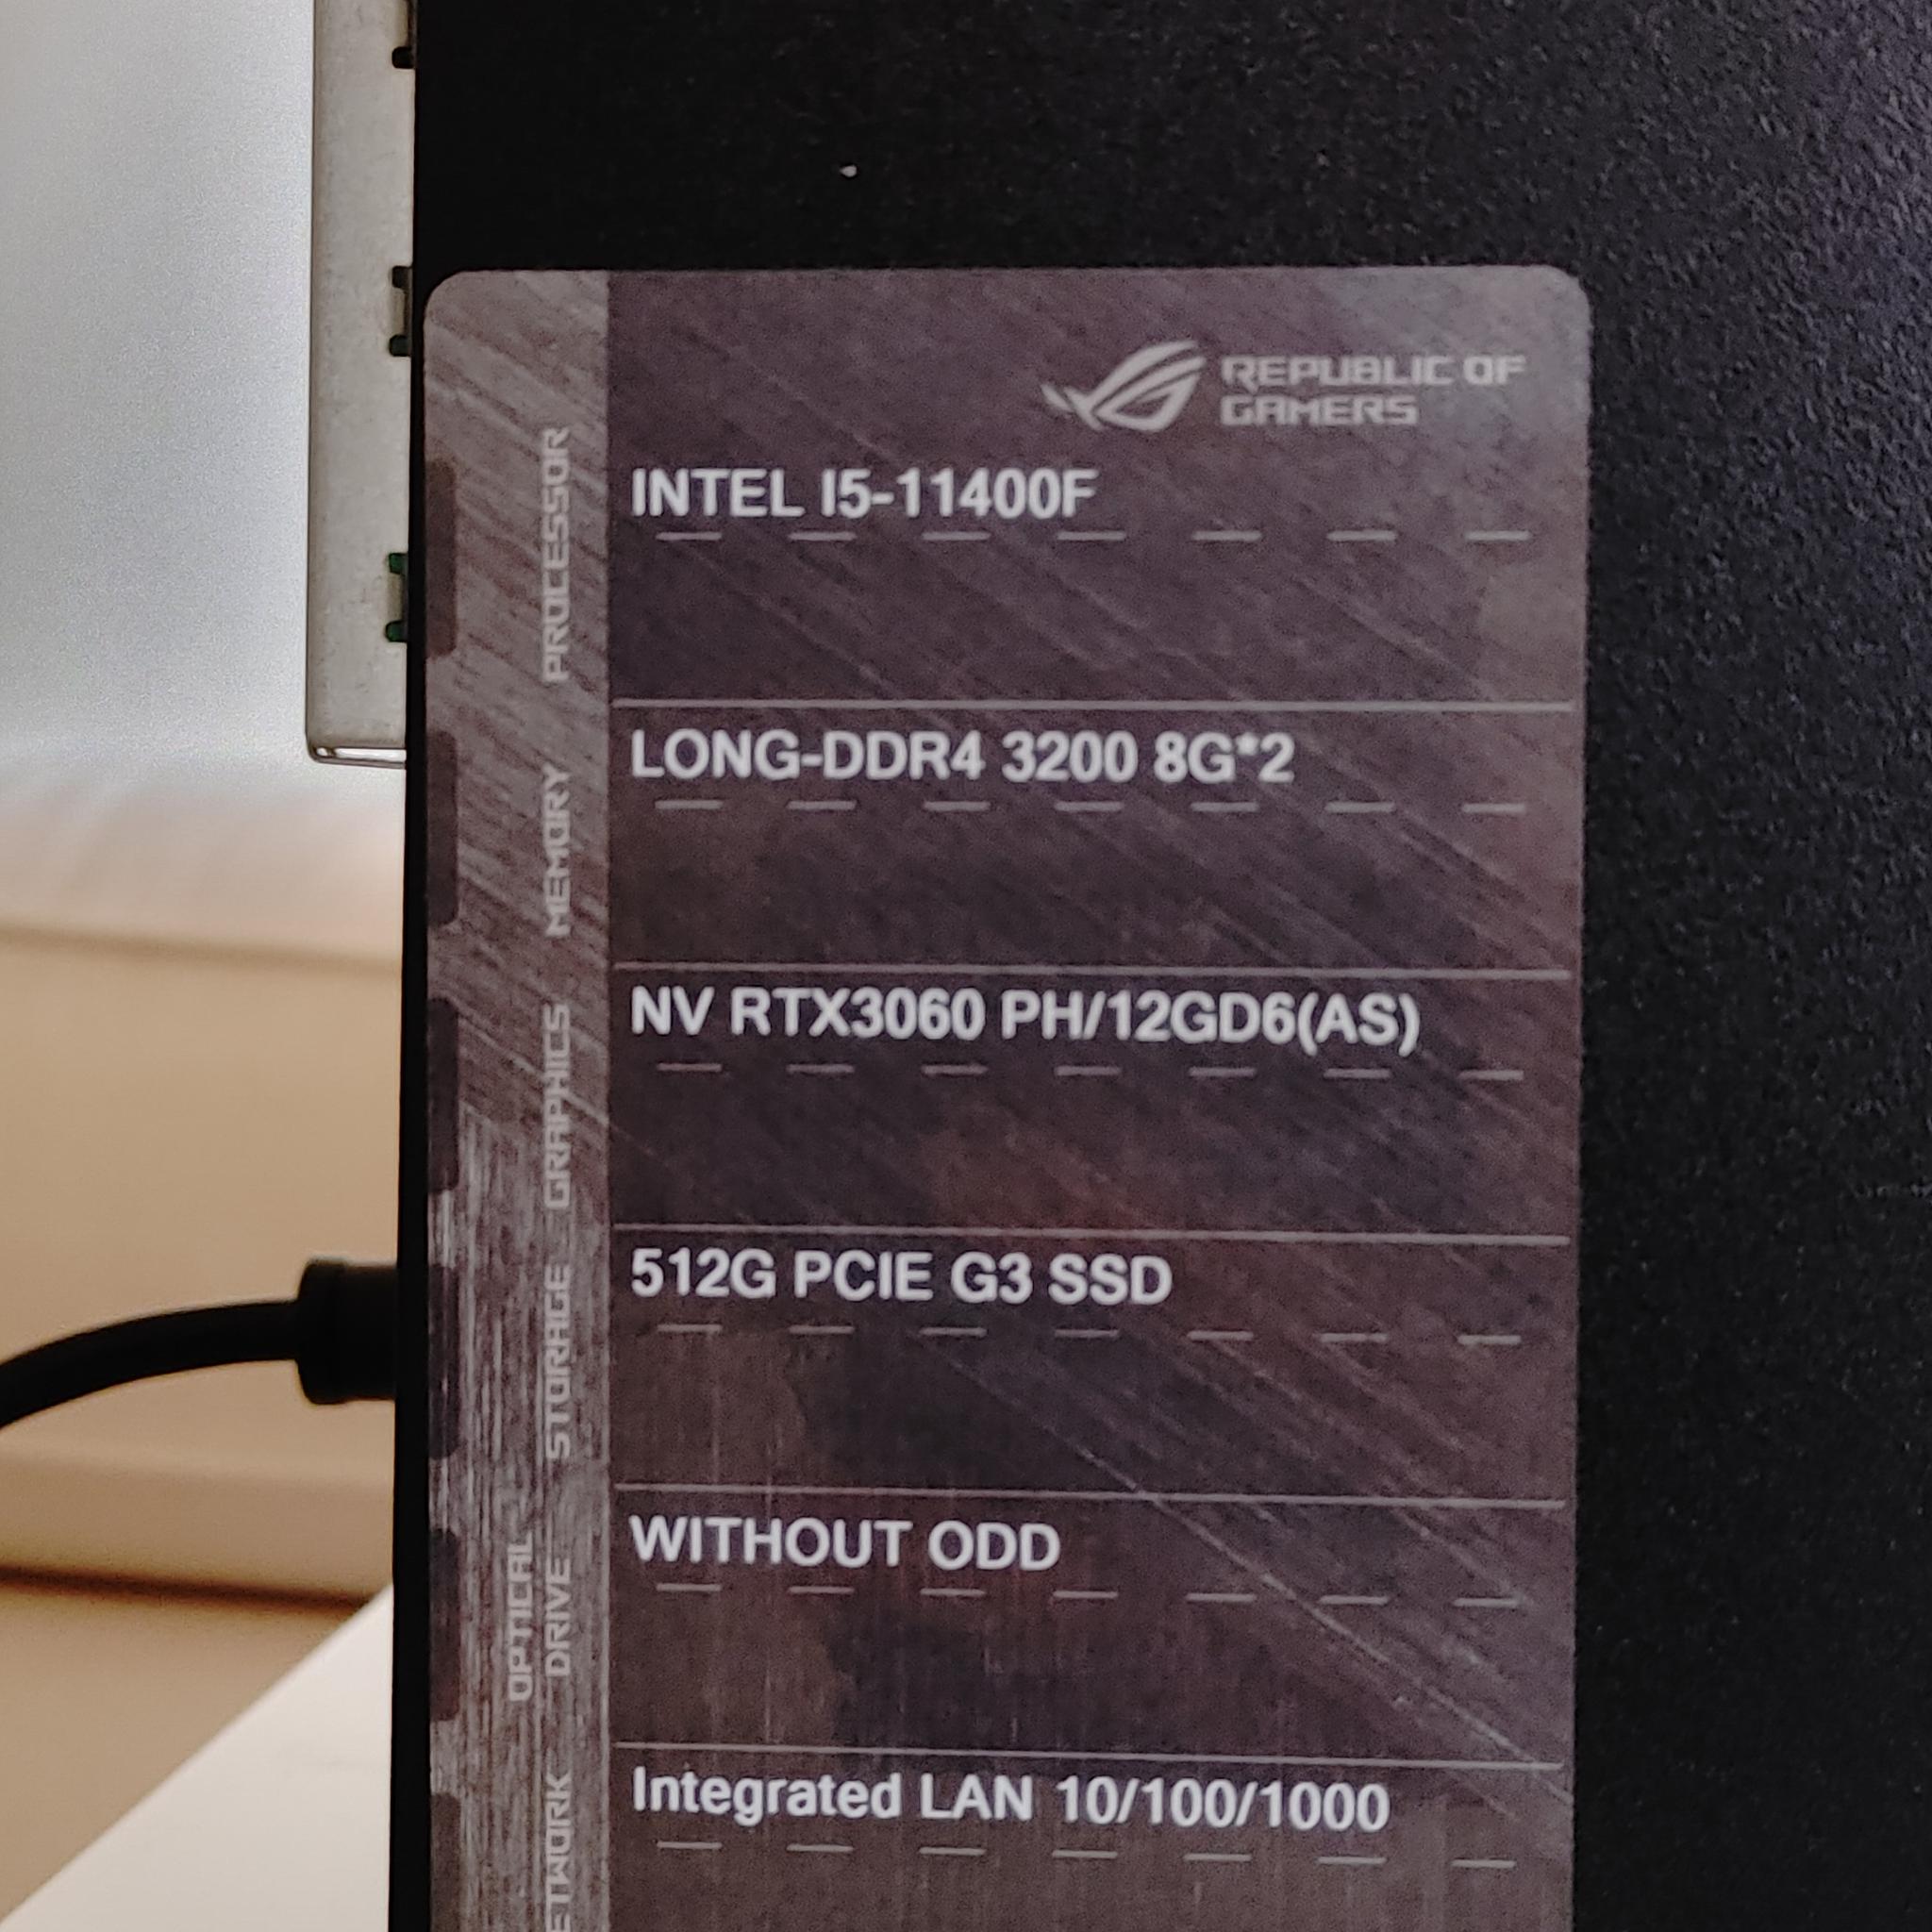 REPUBLIC OF
GAMERS
PROCESSOR
INTEL I5-11400F
MEMORY
LONG-DDR4 3200 8G*2
GRAPHICS
NV RTX3060 PH/12GD6(AS)
STORAGE
512G PCIE G3 SSD
OPTICAL
DRIVE
WITHOUT ODD
ETWORK
Integrated LAN 10/100/1000